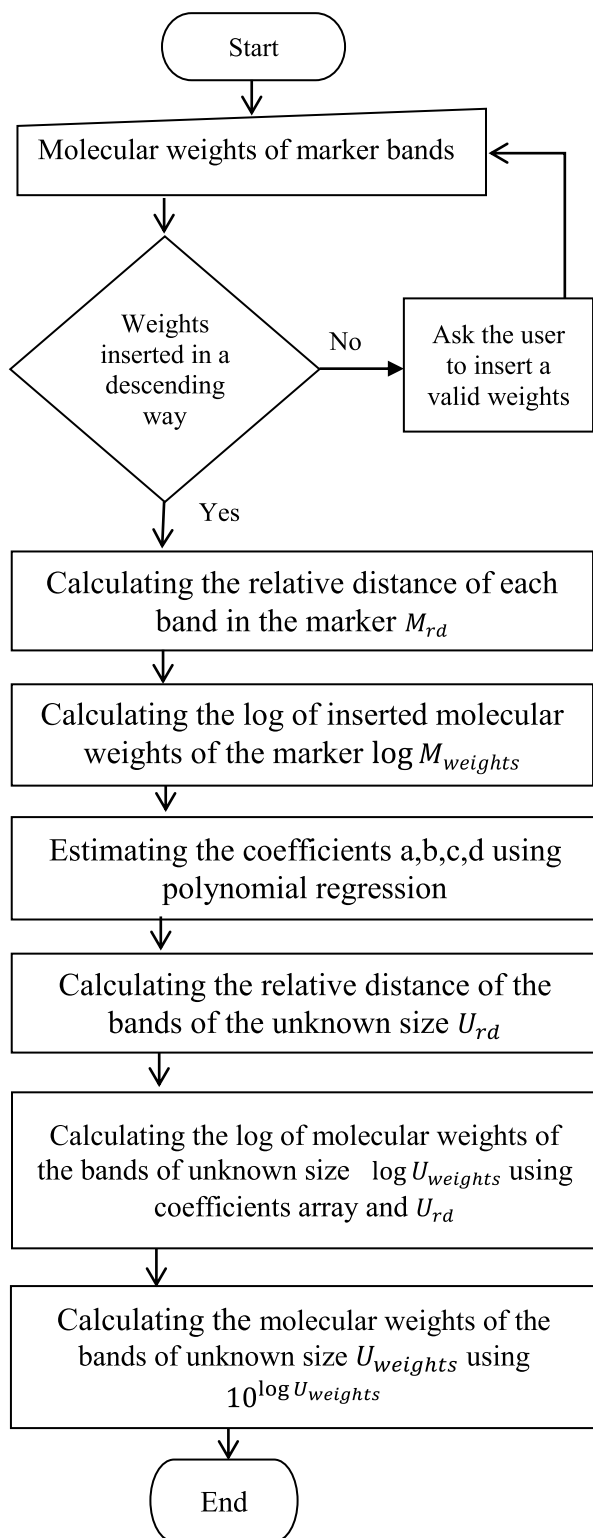 Start
Molecular weights of marker bands
Weights
inserted in a
descending
way
No
Ask the user
to insert a
valid weights
Yes
Calculating the relative distance of each
band in the marker M_rd
Calculating the log of inserted molecular
weights of the marker log M_weights
Estimating the coefficients a,b,c,d using
polynomial regression
Calculating the relative distance of the
bands of the unknown size U_rd
Calculating the log of molecular weights of
the bands of unknown size log U_weights using
coefficients array and U_rd
Calculating the molecular weights of the
bands of unknown size U_weights using
10^log U_weights
End